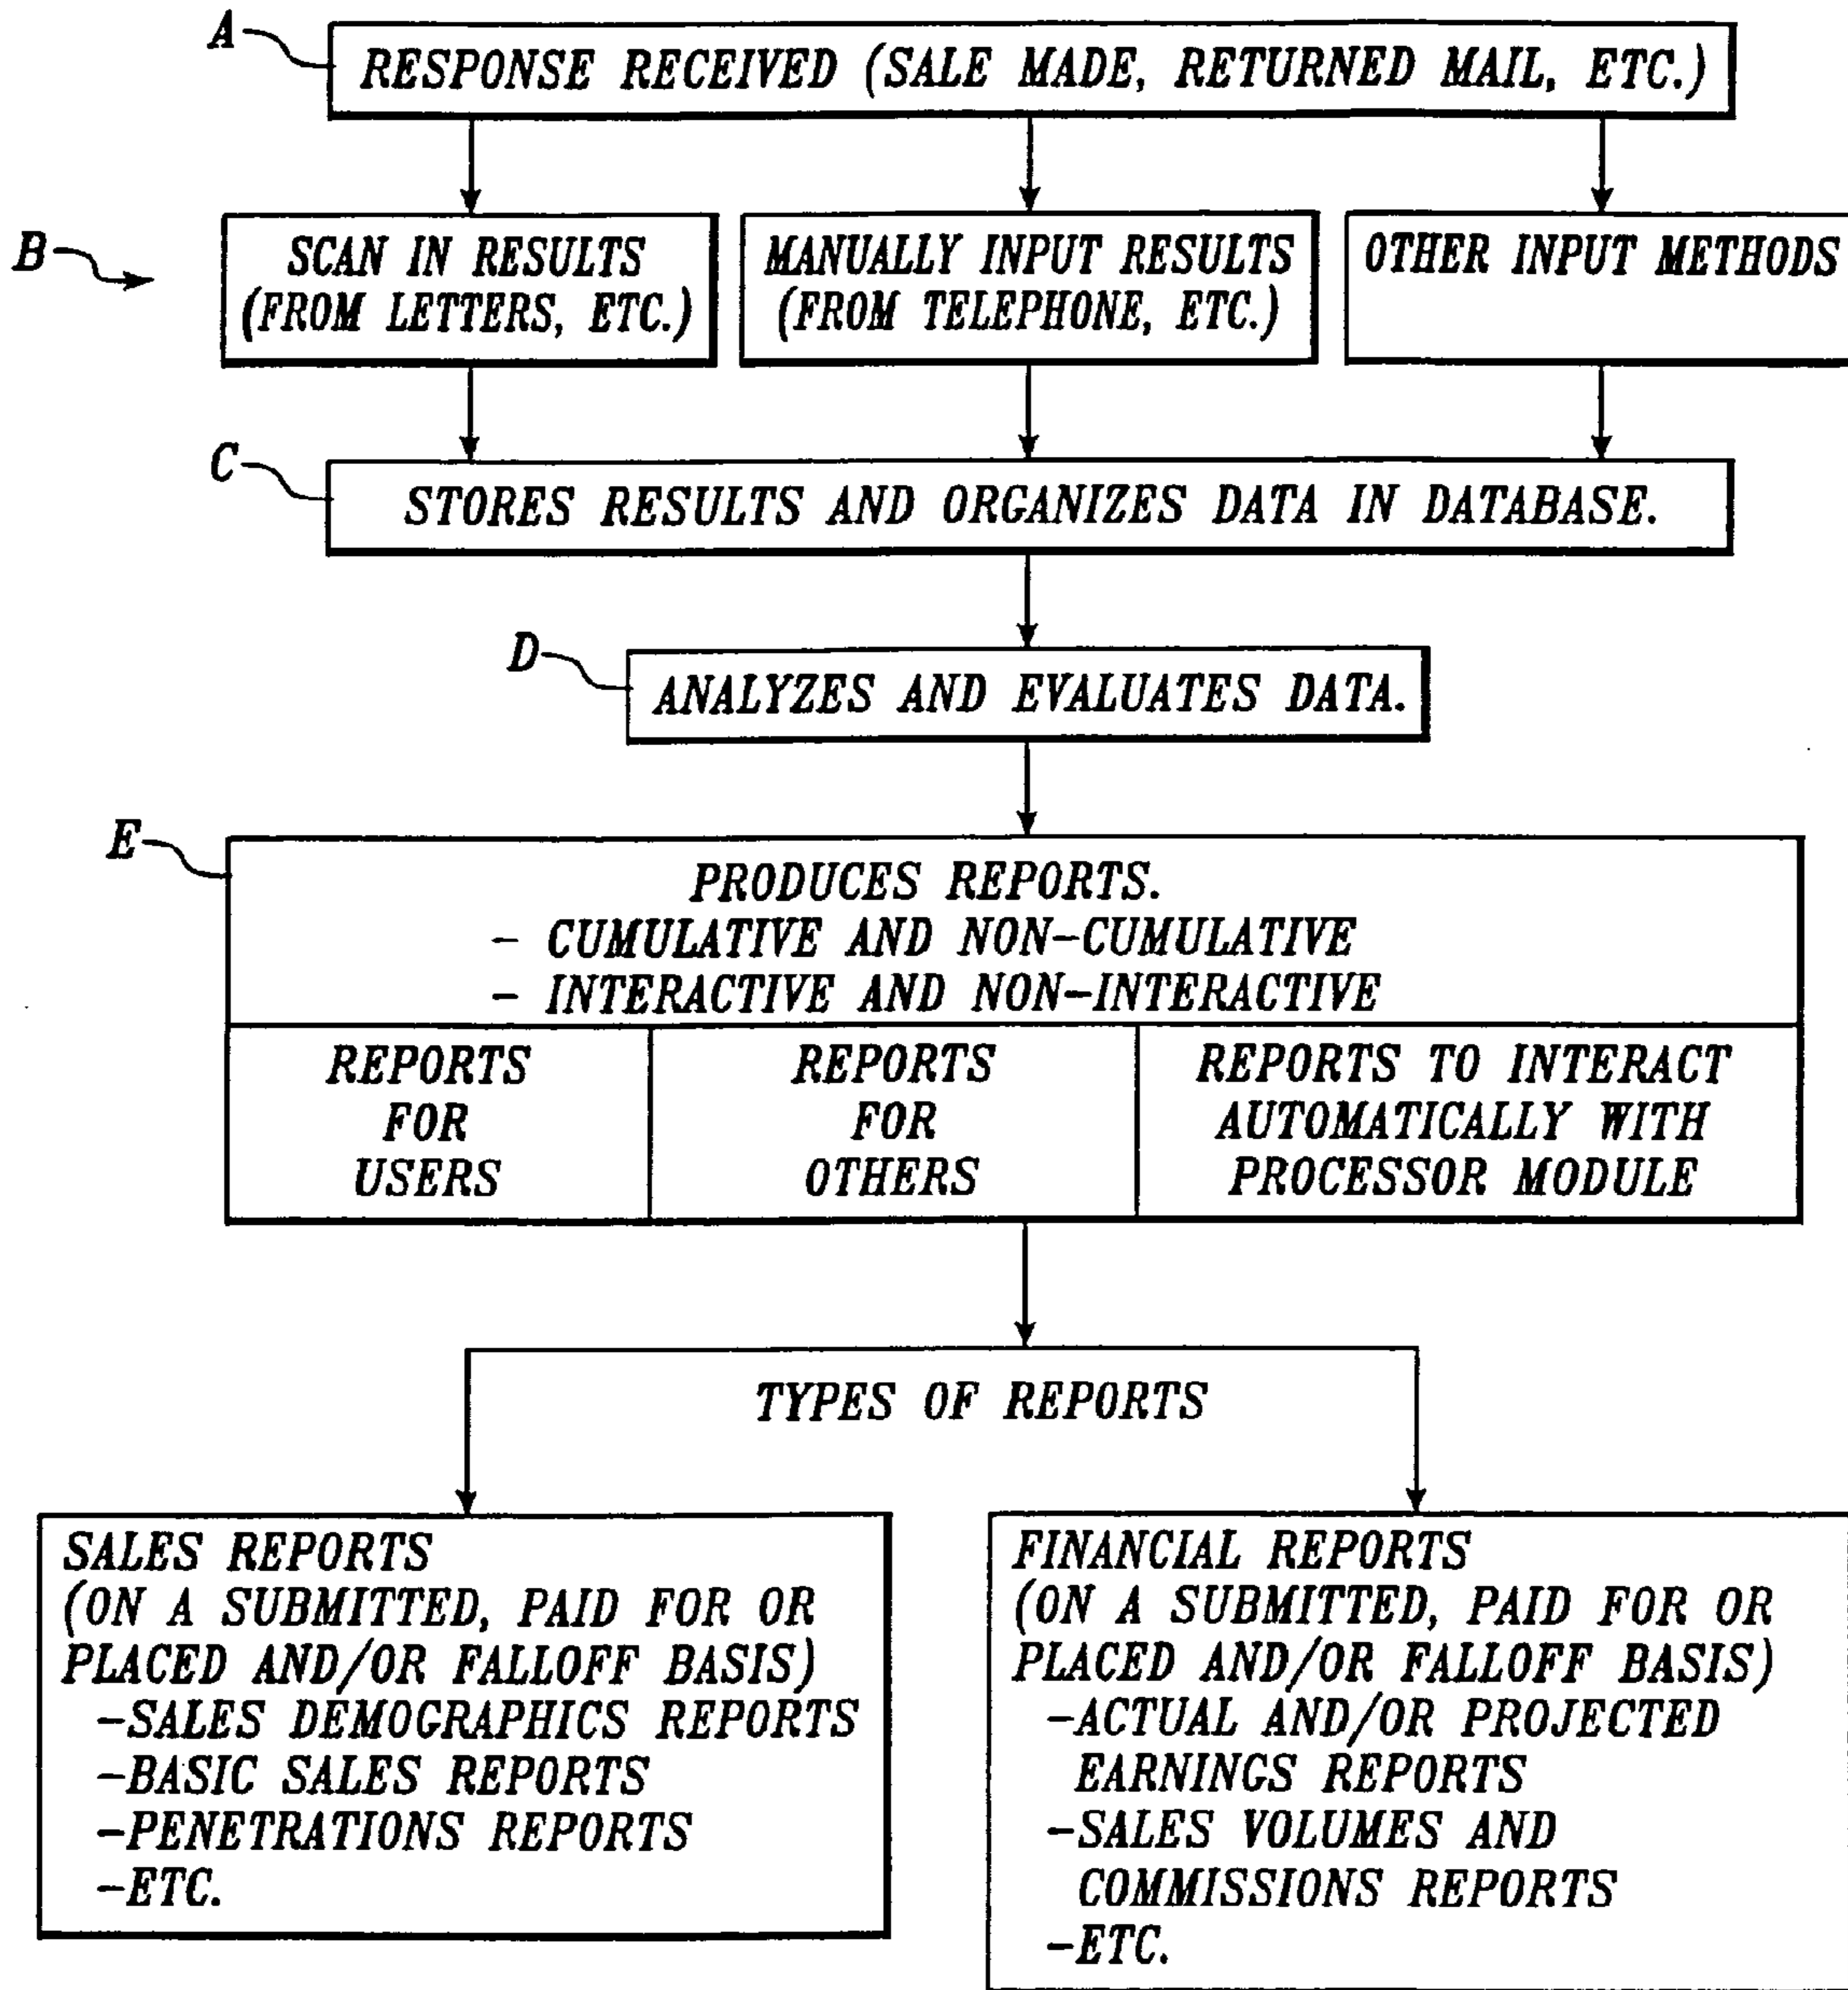 A
RESPONSE RECEIVED (SALE MADE, RETURNED MAIL, ETC.)
B
SCAN IN RESULTS
(FROM LETTERS, ETC.)
MANUALLY INPUT RESULTS
(FROM TELEPHONE, ETC.)
OTHER INPUT METHODS
C
STORES RESULTS AND ORGANIZES DATA IN DATABASE.
D
ANALYZES AND EVALUATES DATA.
E
PRODUCES REPORTS.
- CUMULATIVE AND NON-CUMULATIVE
- INTERACTIVE AND NON-INTERACTIVE
REPORTS
FOR
USERS
REPORTS
FOR
OTHERS
REPORTS TO INTERACT
AUTOMATICALLY WITH
PROCESSOR MODULE
TYPES OF REPORTS
SALES REPORTS
(ON A SUBMITTED, PAID FOR OR
PLACED AND/OR FALLOFF BASIS)
-SALES DEMOGRAPHICS REPORTS
-BASIC SALES REPORTS
-PENETRATIONS REPORTS
-ETC.
FINANCIAL REPORTS
(ON A SUBMITTED, PAID FOR OR
PLACED AND/OR FALLOFF BASIS)
-ACTUAL AND/OR PROJECTED
EARNINGS REPORTS
-SALES VOLUMES AND
COMMISSIONS REPORTS
-ETC.